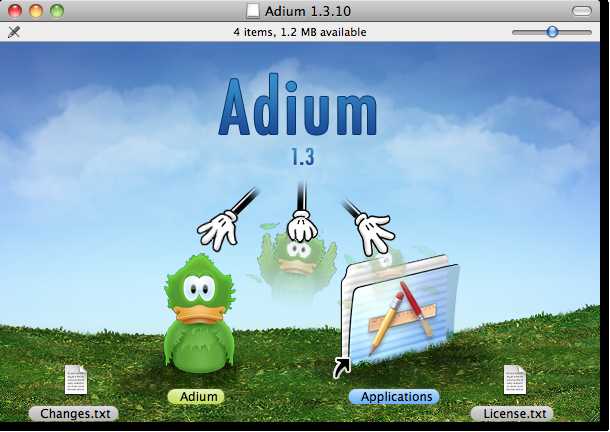 Adium 1.3.10
4 items, 1.2 MB available
Adium
1.3
Adium
Applications
Changes.txt
License.txt